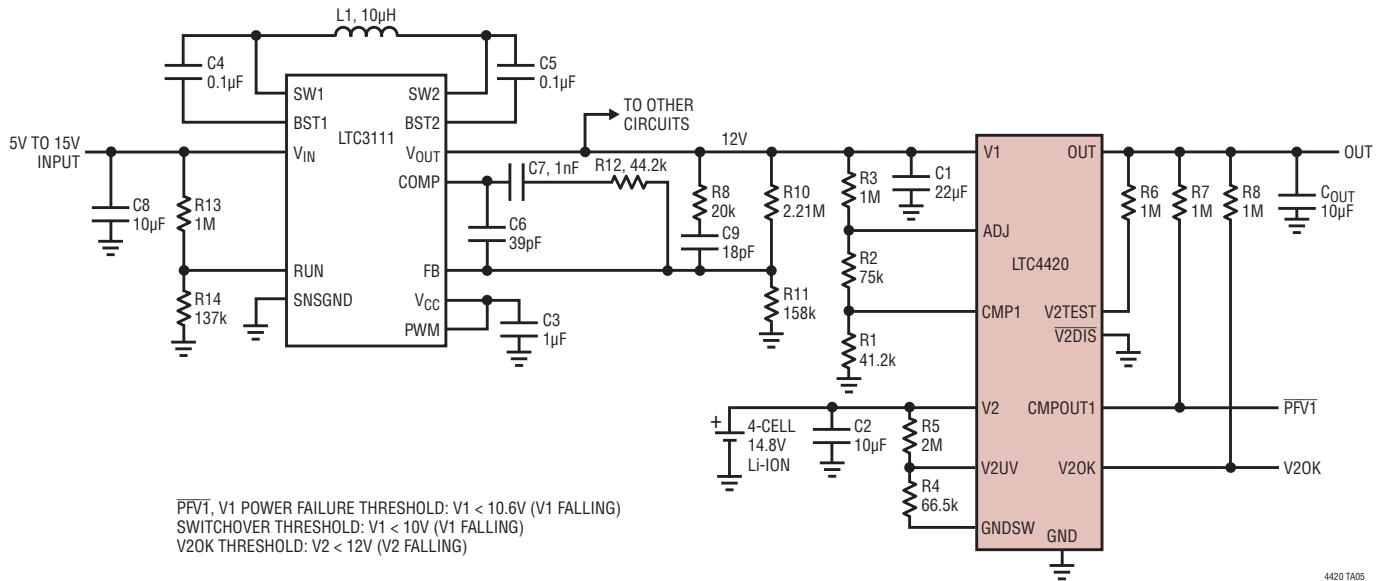 L1, 10µH
C4
0.1µF
C5
0.1µF
SW1
SW2
BST1
BST2
LTC3111
TO OTHER
CIRCUITS
5V TO 15V
INPUT
VIN
VOUT
12V
COMP
C7, 1nF
R12, 44.2k
C8
10µF
R13
1M
C6
39pF
R8
20k
C9
18pF
R10
2.21M
R3
1M
C1
22µF
RUN
FB
SNSGND
R14
137k
VCC
PWM
C3
1µF
R11
158k
R2
75k
R1
41.2k
V1
OUT
OUT
ADJ
LTC4420
R6
1M
R7
1M
R8
1M
COUT
10µF
CMP1
V2TEST
V2DIS
V2
CMPOUT1
PFV1
+
4-CELL
14.8V
Li-ION
C2
10µF
R5
2M
V2UV
V2OK
V2OK
R4
66.5k
GNDSW
GND
PFV1, V1 POWER FAILURE THRESHOLD: V1 < 10.6V (V1 FALLING)
SWITCHOVER THRESHOLD: V1 < 10V (V1 FALLING)
V2OK THRESHOLD: V2 < 12V (V2 FALLING)
4420 TA05